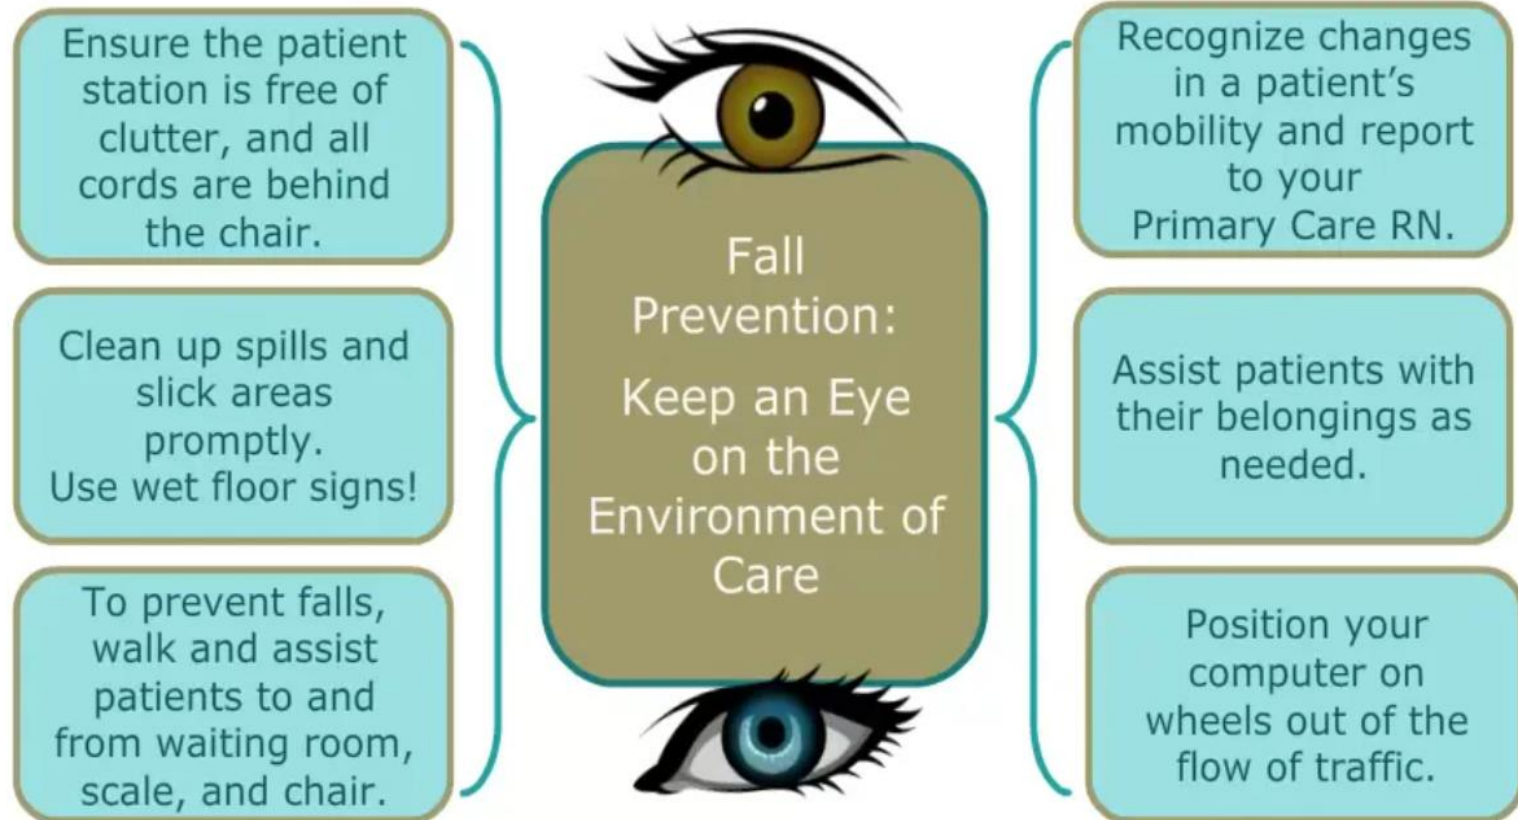 Ensure the patient
station is free of
clutter, and all
cords are behind
the chair.
Clean up spills and
slick areas
promptly.
Use wet floor signs!
To prevent falls,
walk and assist
patients to and
from waiting room,
scale, and chair.
Fall
Prevention:
Keep an Eye
on the
Environment of
Care
Recognize changes
in a patient’s
mobility and report
to your
Primary Care RN.
Assist patients with
their belongings as
needed.
Position your
computer on
wheels out of the
flow of traffic.